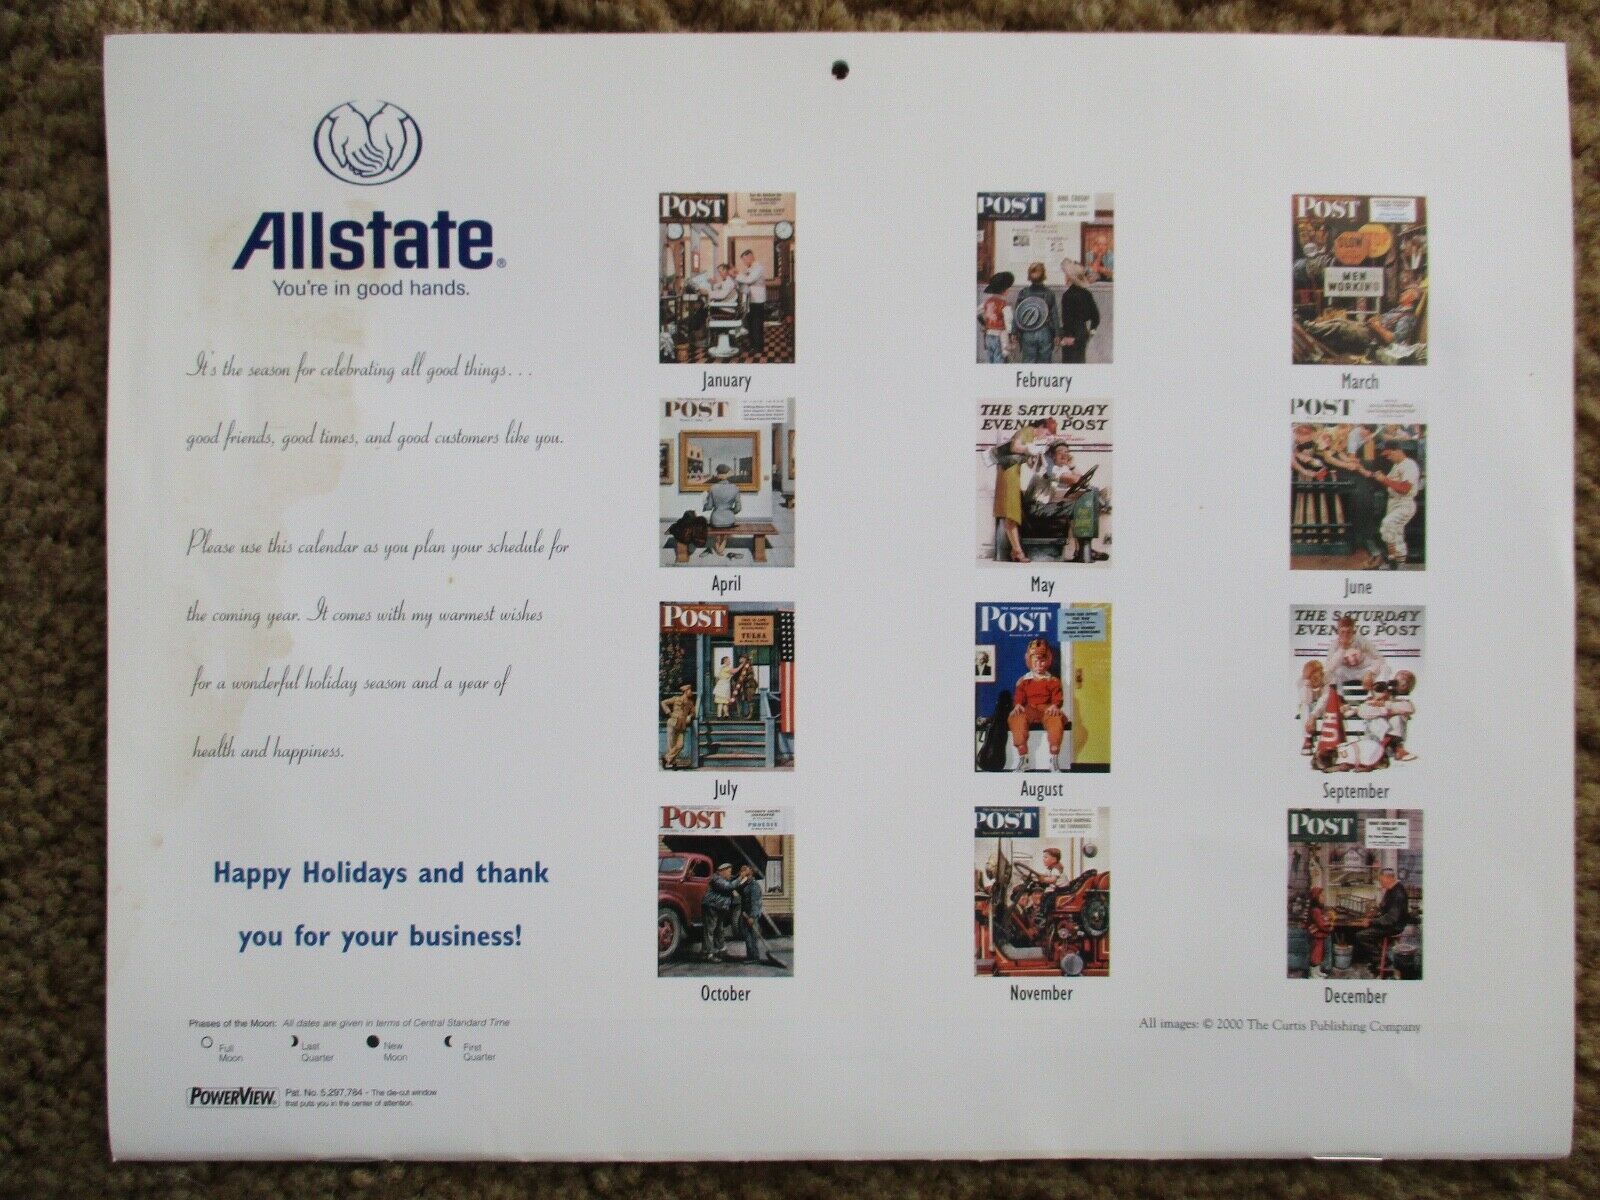 Allstate®
You're in good hands.
It's the season for celebrating all good things...
good friends, good times, and good customers like you.
Please use this calendar as you plan your schedule for
the coming year. It comes with my warmest wishes
for a wonderful holiday season and a year of
health and happiness.
Happy Holidays and thank
you for your business!
Phases of the Moon: All dates are given in terms of Central Standard Time
Full
Moon
Last
Quarter
New
Moon
First
Quarter
POWERVIEW® Pat. No. 5,297,784 - The die-cut window
that puts you in the center of attention.
POST
January
POST
February
POST
SLOW
MEN
WORKING
March
POST
April
THE SATURDAY
EVENING POST
May
POST
June
POST
TULSA
July
POST
August
THE SATURDAY
EVENING POST
September
POST
PHOENIX
October
POST
November
POST
December
All images: © 2000 The Curtis Publishing Company